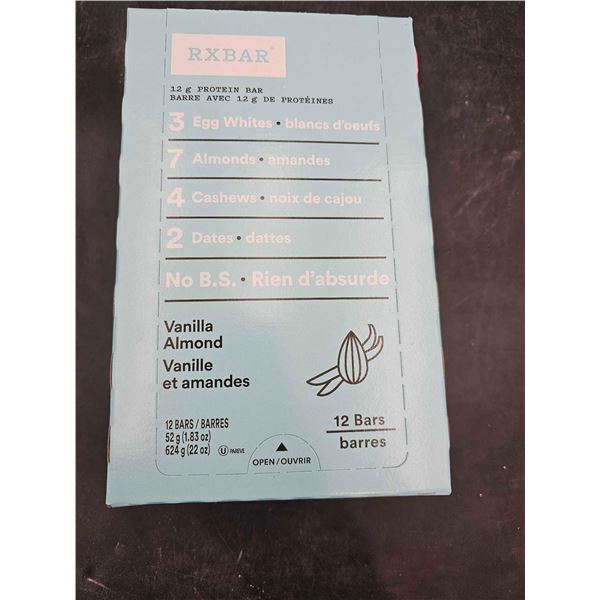 RXBAR®
12 g PROTEIN BAR
BARRE AVEC 12 g DE PROTÉINES
3 Egg Whites • blancs d'oeufs
7 Almonds • amandes
4 Cashews • noix de cajou
2 Dates • dattes
No B.S. • Rien d'absurde
Vanilla
Almond
Vanille
et amandes
12 BARS / BARRES
52 g (1.83 oz)
624 g (22 oz) U PAREVE
OPEN / OUVRIR
12 Bars
barres